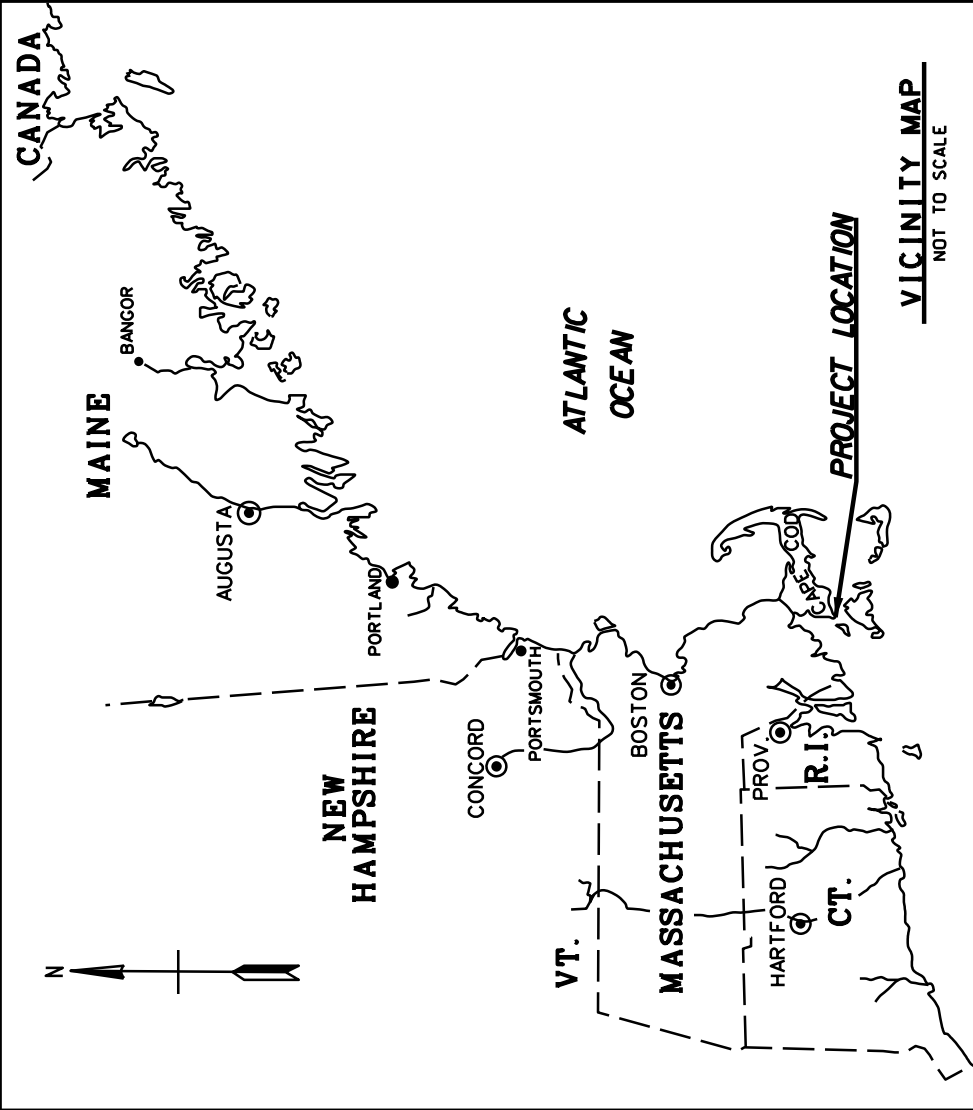 CANADA
MAINE
BANGOR
AUGUSTA
PORTLAND
N
NEW
HAMPSHIRE
CONCORD
PORTSMOUTH
VT.
MASSACHUSETTS
BOSTON
HARTFORD
CT.
PROV.
R.I.
CAPE COD
ATLANTIC
OCEAN
PROJECT LOCATION
VICINITY MAP
NOT TO SCALE